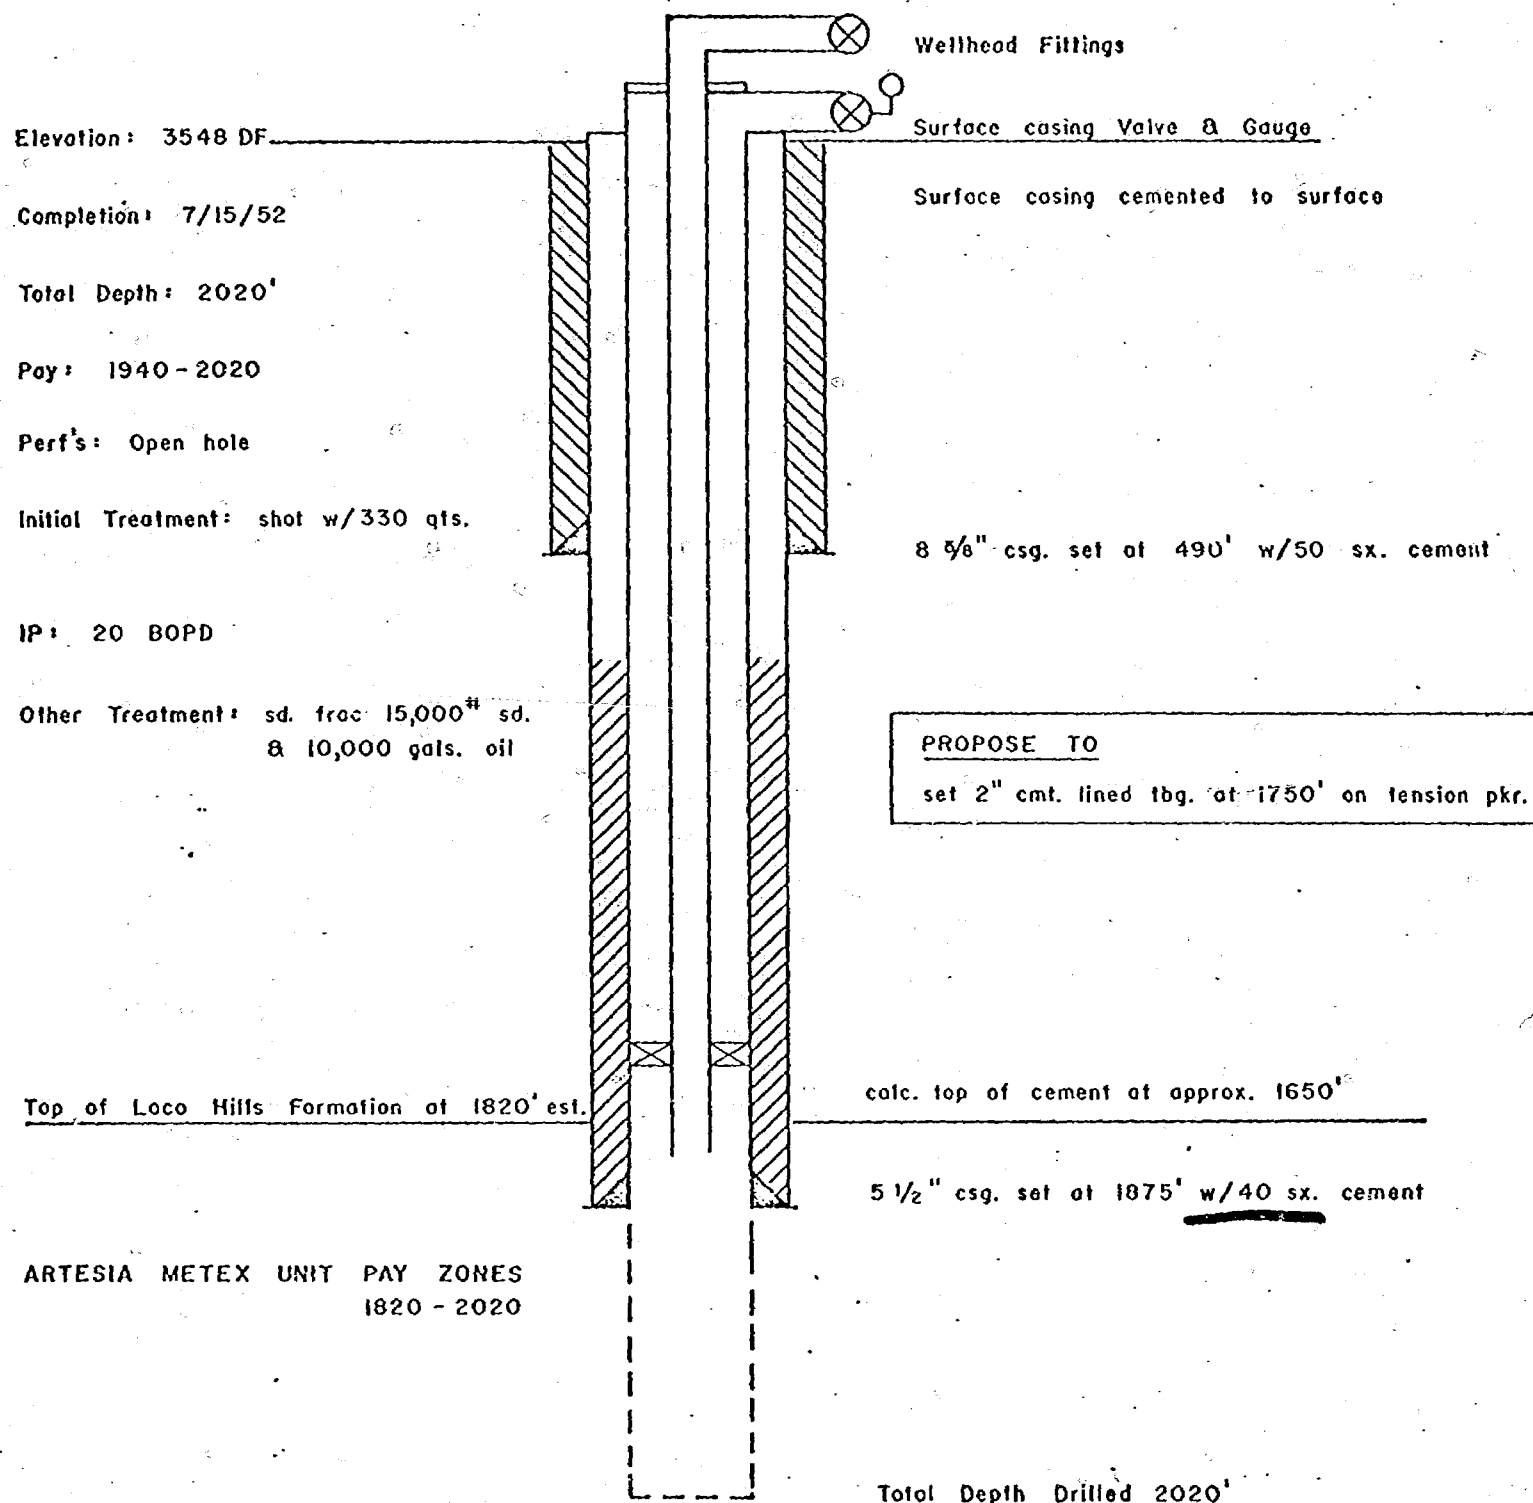 Wellhead Fittings
Elevation: 3548 DF
Surface casing Valve & Gauge
Completion: 7/15/52
Surface casing cemented to surface
Total Depth: 2020'
Pay: 1940-2020
Perf's: Open hole
Initial Treatment: shot w/330 qts.
8 5/8" csg. set at 490' w/50 sx. cement
IP: 20 BOPD
Other Treatment: sd. frac 15,000# sd.
& 10,000 gals. oil
PROPOSE TO
set 2" cmt. lined tbg. at 1750' on tension pkr.
Top of Loco Hills Formation at 1820' est.
calc. top of cement at approx. 1650'
5 1/2" csg. set at 1875' w/40 sx. cement
ARTESIA METEX UNIT PAY ZONES
1820 - 2020
Total Depth Drilled 2020'